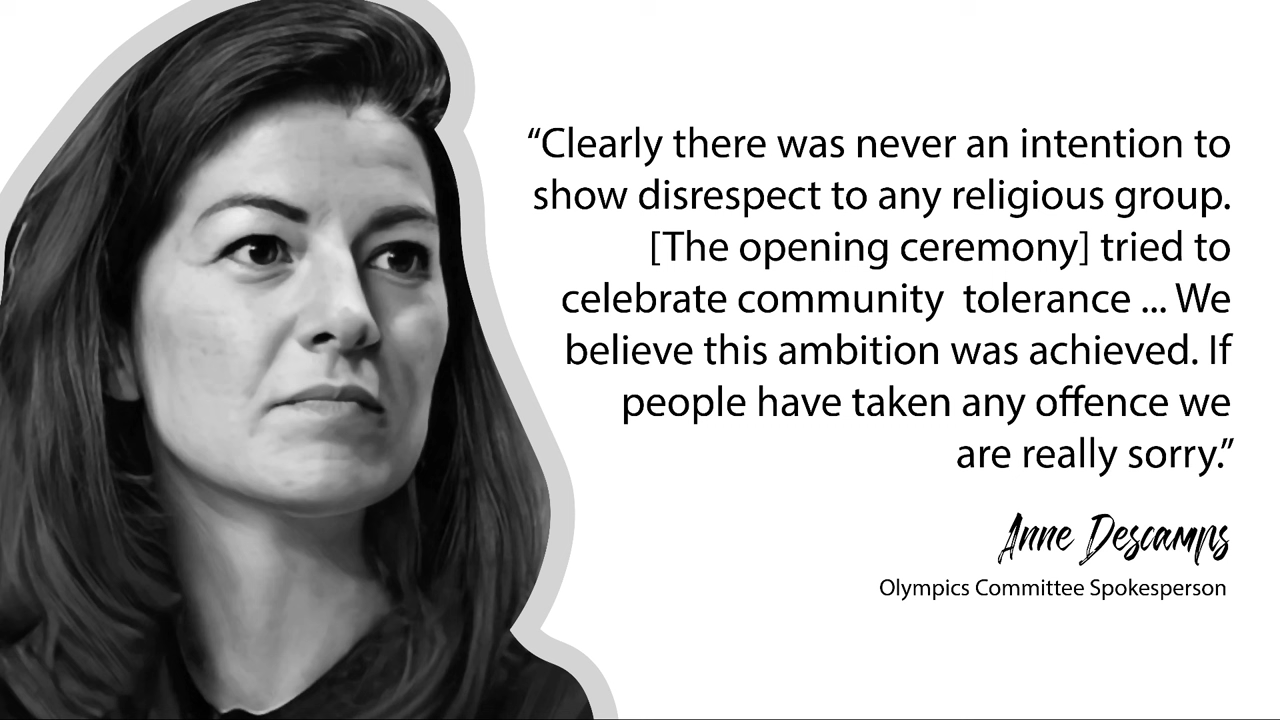 “Clearly there was never an intention to
show disrespect to any religious group.
[The opening ceremony] tried to
celebrate community  tolerance ... We
believe this ambition was achieved. If
people have taken any offence we
are really sorry.”
Anne Descamps
Olympics Committee Spokesperson